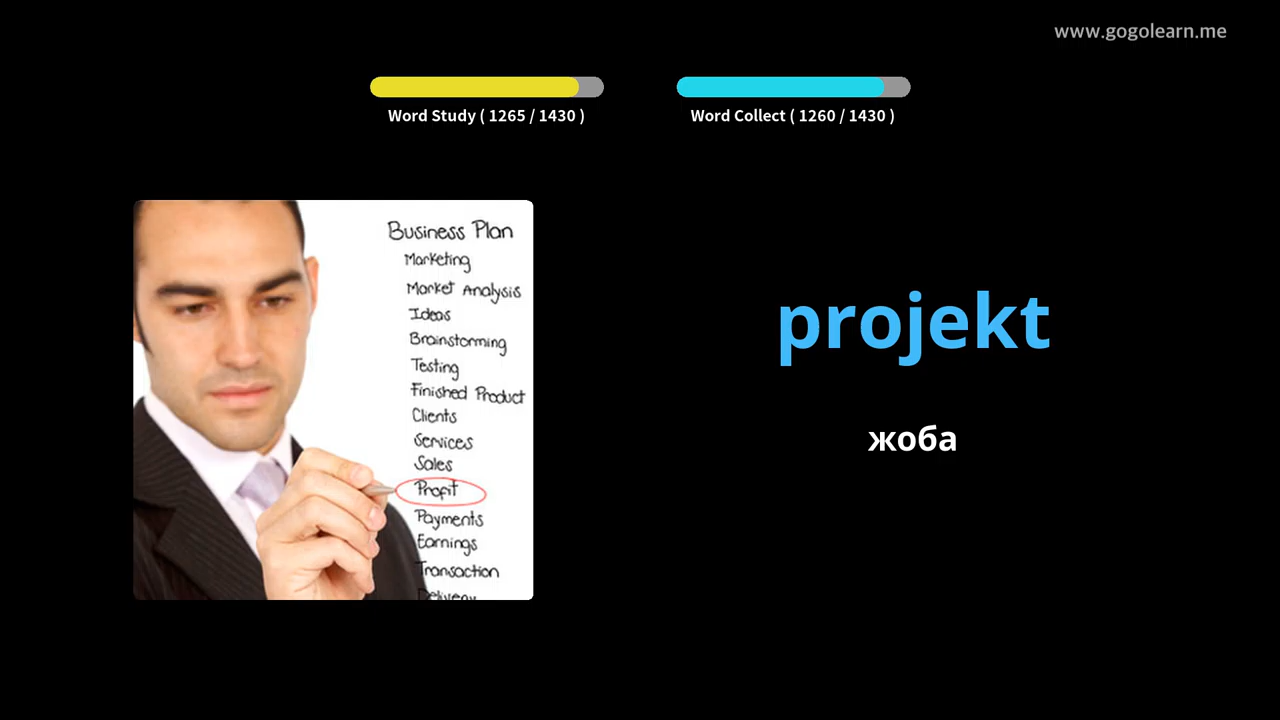 www.gogolearn.me
Word Study ( 1265 / 1430 )
Word Collect ( 1260 / 1430 )
Business Plan
Marketing
Market Analysis
Ideas
Brainstorming
Testing
Finished Product
Clients
Services
Sales
Profit
Payments
Earnings
Transaction
Delivery
projekt
жоба